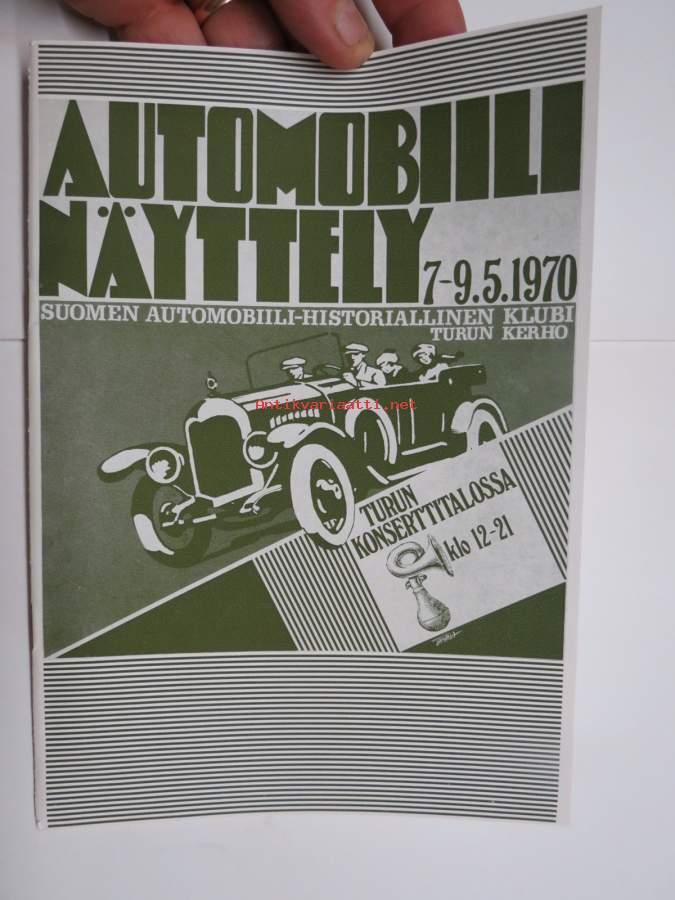 AUTOMOBIILI
NÄYTTELY
7-9.5.1970
SUOMEN AUTOMOBIILI-HISTORIALLINEN KLUBI
TURUN KERHO
Antikvariaatti.net
TURUN
KONSERTTITALOSSA
klo 12-21